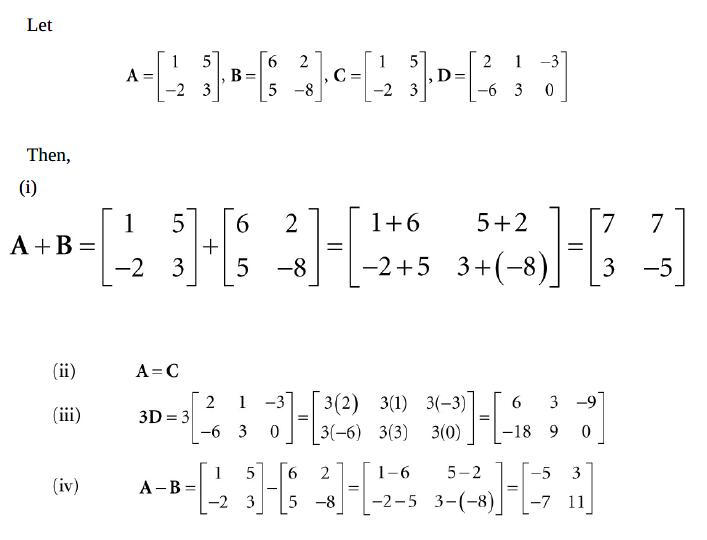 Let
A = [ 1 5 ; −2 3 ], B = [ 6 2 ; 5 −8 ], C = [ 1 5 ; −2 3 ], D = [ 2 1 −3 ; −6 3 0 ]
Then,
(i)
A + B = [ 1 5 ; −2 3 ] + [ 6 2 ; 5 −8 ] = [ 1+6 5+2 ; −2+5 3+(−8) ] = [ 7 7 ; 3 −5 ]
(ii) A = C
(iii) 3D = 3 [ 2 1 −3 ; −6 3 0 ] = [ 3(2) 3(1) 3(−3) ; 3(−6) 3(3) 3(0) ] = [ 6 3 −9 ; −18 9 0 ]
(iv) A − B = [ 1 5 ; −2 3 ] − [ 6 2 ; 5 −8 ] = [ 1−6 5−2 ; −2−5 3−(−8) ] = [ −5 3 ; −7 11 ]